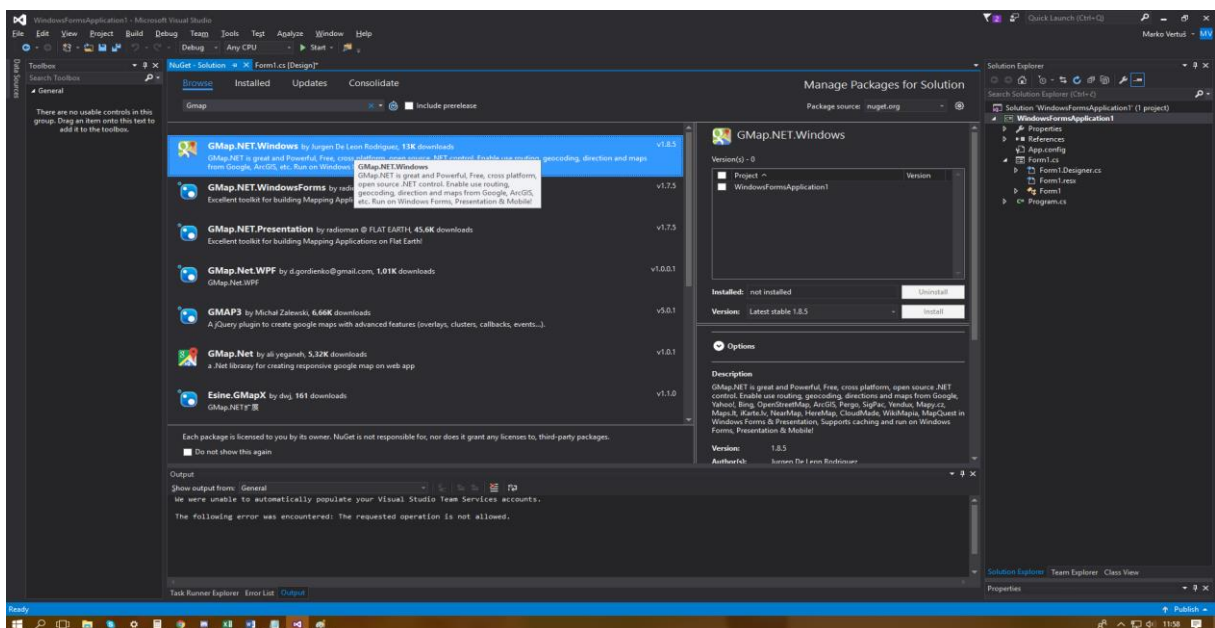 WindowsFormsApplication1 - Microsoft Visual Studio
2
Quick Launch (Ctrl+Q)
File Edit View Project Build Debug Team Tools Test Analyze Window Help
Marko Vertuš
MV
Debug Any CPU Start
Data Sources
Toolbox
Search Toolbox
General
There are no usable controls in this
group. Drag an item onto this text to
add it to the toolbox.
NuGet - Solution Form1.cs [Design]*
Browse Installed Updates Consolidate
Manage Packages for Solution
Gmap
Include prerelease
Package source: nuget.org
GMap.NET.Windows by Jurgen De Leon Rodriguez, 13K downloads
v1.8.5
GMap.NET is great and Powerful, Free, cross platform, open source .NET control. Enable use routing, geocoding, direction and maps
from Google, ArcGIS, etc. Run on Windows
GMap.NET.Windows
GMap.NET is great and Powerful, Free, cross platform,
open source .NET control. Enable use routing,
geocoding, direction and maps from Google, ArcGIS,
etc. Run on Windows Forms, Presentation & Mobile!
GMap.NET.WindowsForms by
v1.7.5
Excellent toolkit for building Mapping
GMap.NET.Presentation by radioman @ FLAT EARTH, 45,6K downloads
v1.7.5
Excellent toolkit for building Mapping Applications on Flat Earth!
GMap.Net.WPF by d.gordienko@gmail.com, 1,01K downloads
v1.0.0.1
GMap.Net.WPF
GMAP3 by Michał Zalewski, 6,66K downloads
v5.0.1
A jQuery plugin to create google maps with advanced features (overlays, clusters, callbacks, events...).
GMap.Net by ali yeganeh, 5,32K downloads
v1.0.1
a .Net libraray for creating responsive google map on web app
Esine.GMapX by dwj, 161 downloads
v1.1.0
GMap.NET扩展
Each package is licensed to you by its owner. NuGet is not responsible for, nor does it grant any licenses to, third-party packages.
Do not show this again
GMap.NET.Windows
Version(s) - 0
Project Version
WindowsFormsApplication1
Installed: not installed Uninstall
Version: Latest stable 1.8.5 Install
Options
Description
GMap.NET is great and Powerful, Free, cross platform, open source .NET
control. Enable use routing, geocoding, directions and maps from Google,
Yahoo!, Bing, OpenStreetMap, ArcGIS, Pergo, SigPac, Yendux, Mapy.cz,
Maps.lt, iKarte.lv, NearMap, HereMap, CloudMade, WikiMapia, MapQuest in
Windows Forms & Presentation, Supports caching and run on Windows
Forms, Presentation & Mobile!
Version: 1.8.5
Author(s): Jurgen De Leon Rodriguez
Solution Explorer
Search Solution Explorer (Ctrl+č)
Solution 'WindowsFormsApplication1' (1 project)
WindowsFormsApplication1
Properties
References
App.config
Form1.cs
Form1.Designer.cs
Form1.resx
Form1
C# Program.cs
Output
Show output from: General
We were unable to automatically populate your Visual Studio Team Services accounts.
The following error was encountered: The requested operation is not allowed.
Task Runner Explorer Error List Output
Solution Explorer Team Explorer Class View
Properties
Ready
Publish
11:58